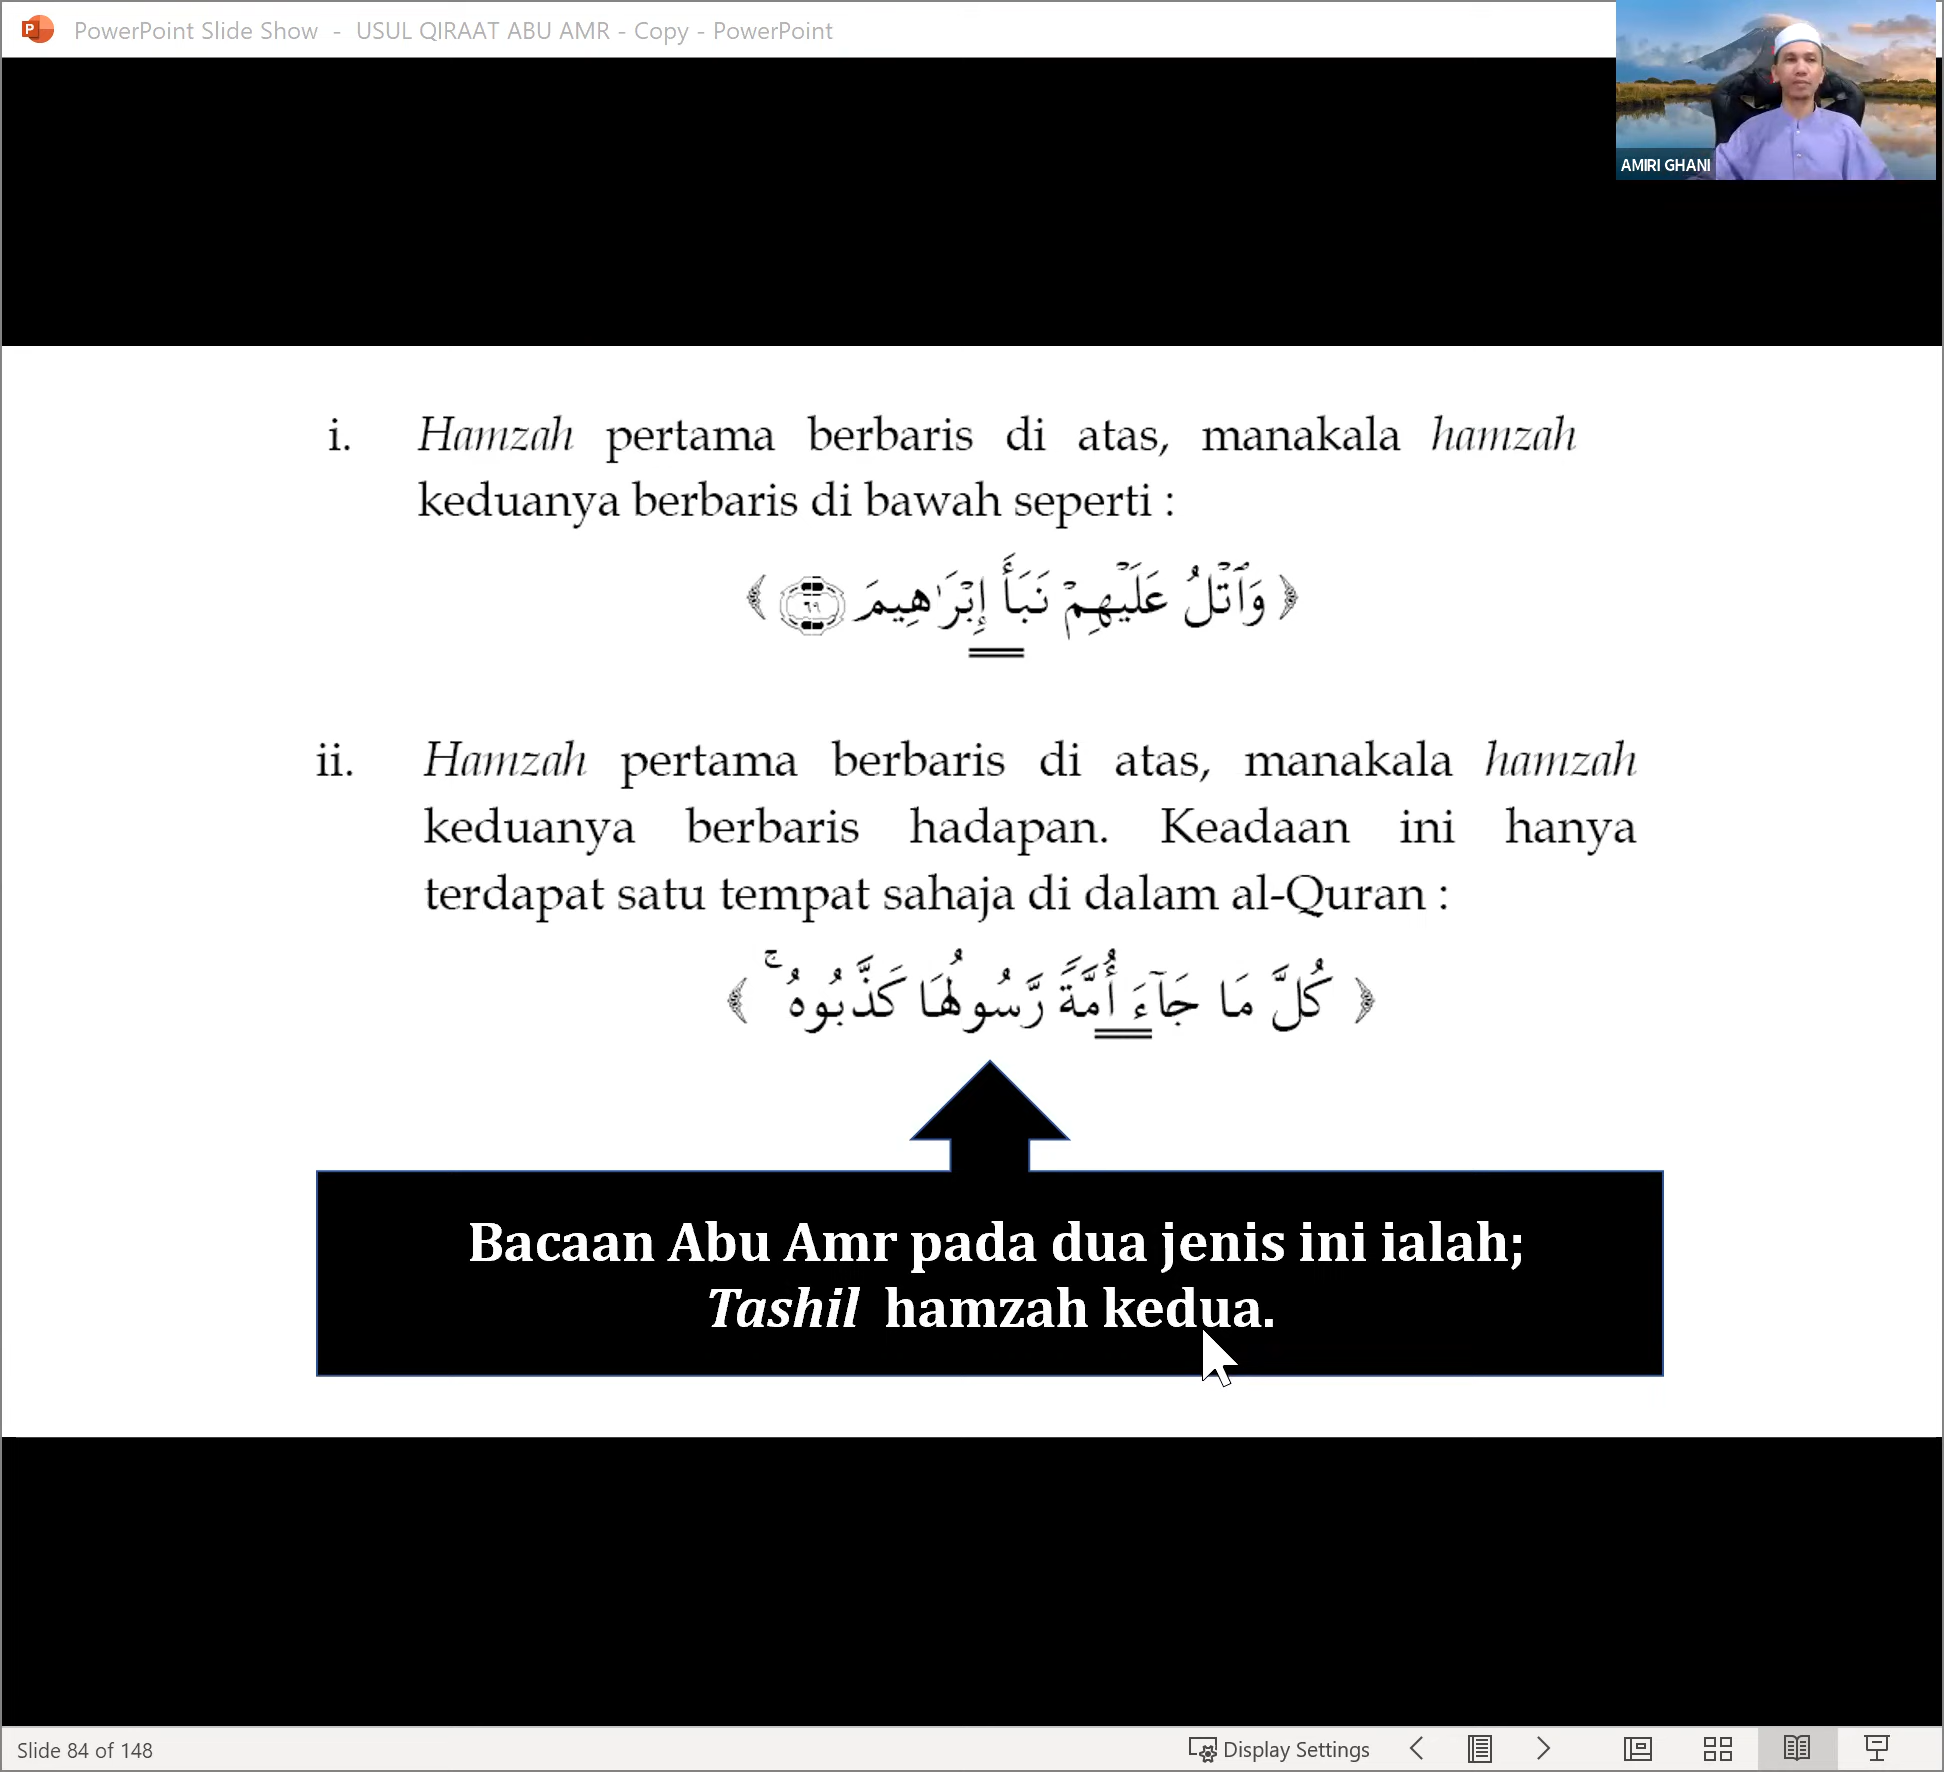 PowerPoint Slide Show - USUL QIRAAT ABU AMR - Copy - PowerPoint
AMIRI GHANI
i. Hamzah pertama berbaris di atas, manakala hamzah
keduanya berbaris di bawah seperti :
﴿ وَٱتۡلُ عَلَيۡهِمۡ نَبَأَ إِبۡرَٰهِيمَ ٦٩ ﴾
ii. Hamzah pertama berbaris di atas, manakala hamzah
keduanya berbaris hadapan. Keadaan ini hanya
terdapat satu tempat sahaja di dalam al-Quran :
﴿ كُلَّ مَا جَآءَ أُمَّةً رَّسُولُهَا كَذَّبُوهُ ۚ ﴾
Bacaan Abu Amr pada dua jenis ini ialah;
Tashil hamzah kedua.
Slide 84 of 148
Display Settings